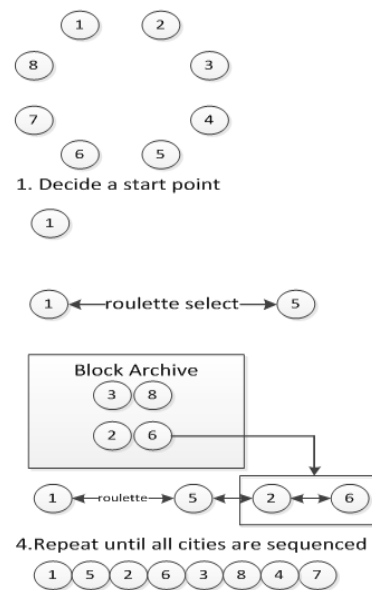 1 2
8 3
7 4
6 5
1. Decide a start point
1
1 roulette select 5
Block Archive
3 8
2 6
1 roulette 5 2 6
4.Repeat until all cities are sequenced
1 5 2 6 3 8 4 7